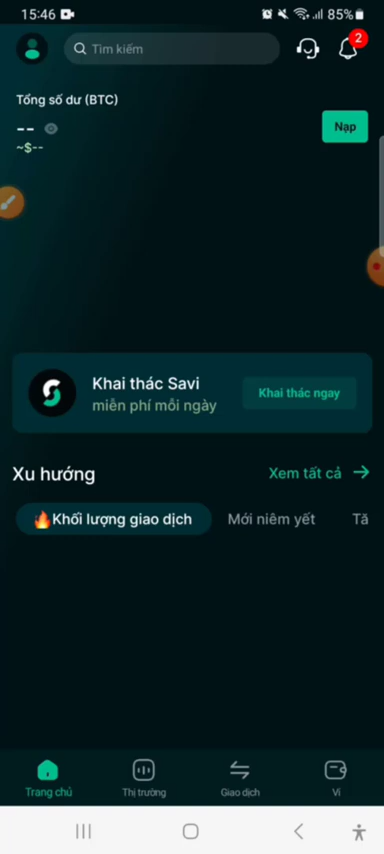 15:46 85%
Tìm kiếm 2
Tổng số dư (BTC)
-- Nạp
~$--
Khai thác Savi
miễn phí mỗi ngày
Khai thác ngay
Xu hướng Xem tất cả
Khối lượng giao dịch Mới niêm yết Tă
Trang chủ Thị trường Giao dịch Ví